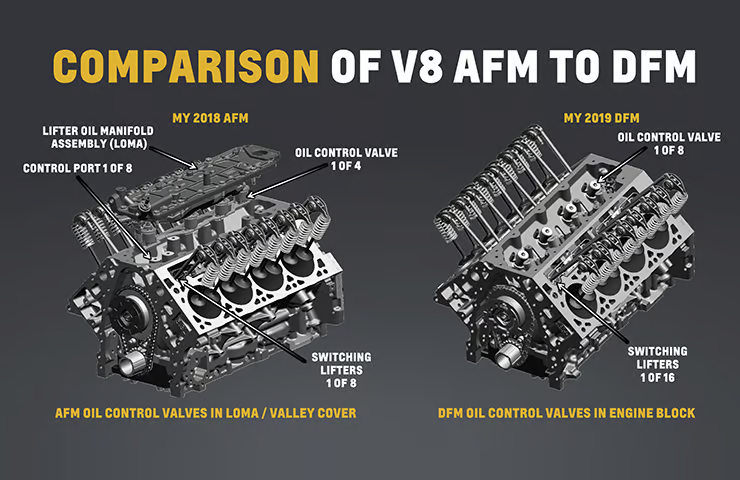 COMPARISON OF V8 AFM TO DFM
MY 2018 AFM
LIFTER OIL MANIFOLD
ASSEMBLY (LOMA)
CONTROL PORT 1 OF 8
OIL CONTROL VALVE
1 OF 4
SWITCHING
LIFTERS
1 OF 8
AFM OIL CONTROL VALVES IN LOMA / VALLEY COVER
MY 2019 DFM
OIL CONTROL VALVE
1 OF 8
SWITCHING
LIFTERS
1 OF 16
DFM OIL CONTROL VALVES IN ENGINE BLOCK